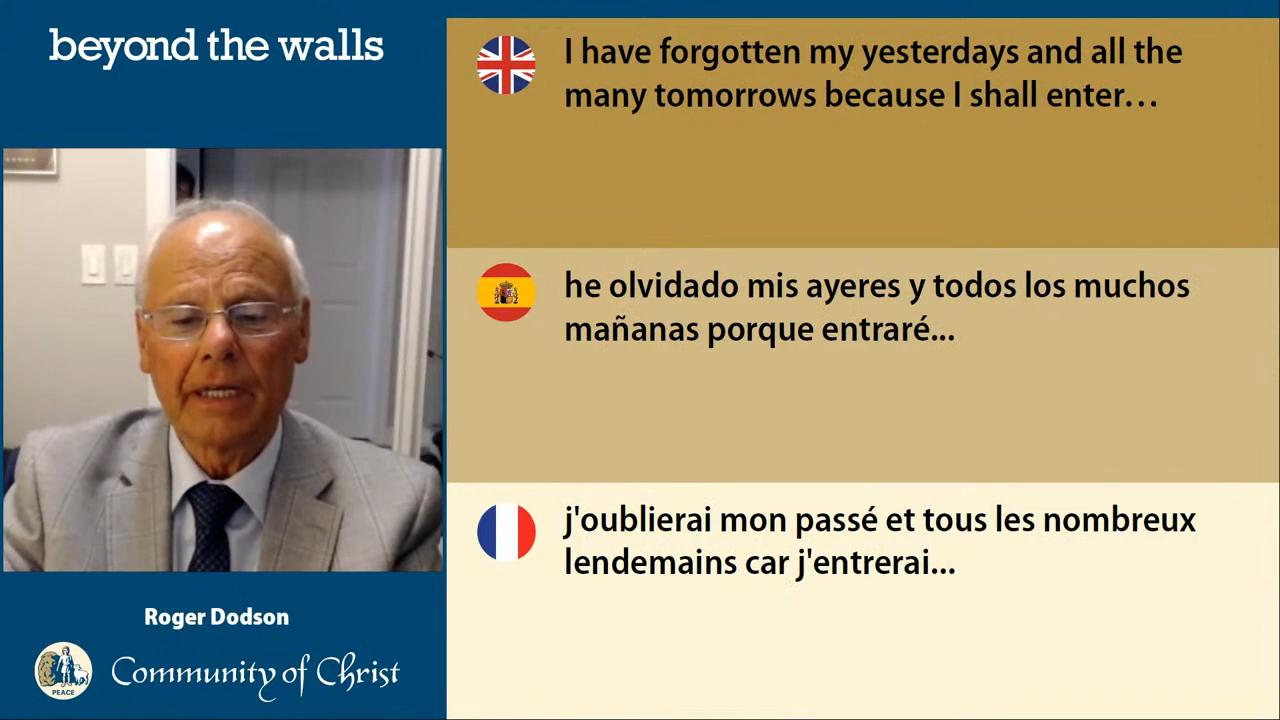 beyond the walls
I have forgotten my yesterdays and all the
many tomorrows because I shall enter…
he olvidado mis ayeres y todos los muchos
mañanas porque entraré...
j'oublierai mon passé et tous les nombreux
lendemains car j'entrerai...
Roger Dodson
PEACE
Community of Christ